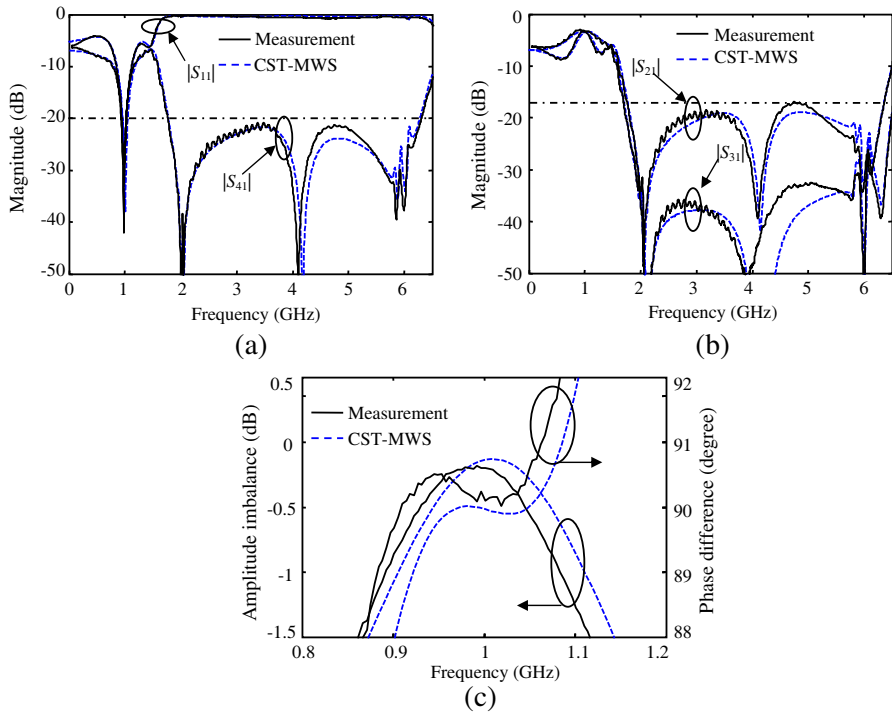 0
-10
-20
-30
-40
-50
Magnitude (dB)
0 1 2 3 4 5 6
Frequency (GHz)
Measurement
CST-MWS
|S11|
|S41|
(a)
0
-10
-20
-30
-40
-50
Magnitude (dB)
0 1 2 3 4 5 6
Frequency (GHz)
Measurement
CST-MWS
|S21|
|S31|
(b)
0.5
0
-0.5
-1
-1.5
Amplitude imbalance (dB)
Measurement
CST-MWS
92
91
90
89
88
Phase difference (degree)
0.8 0.9 1 1.1 1.2
Frequency (GHz)
(c)